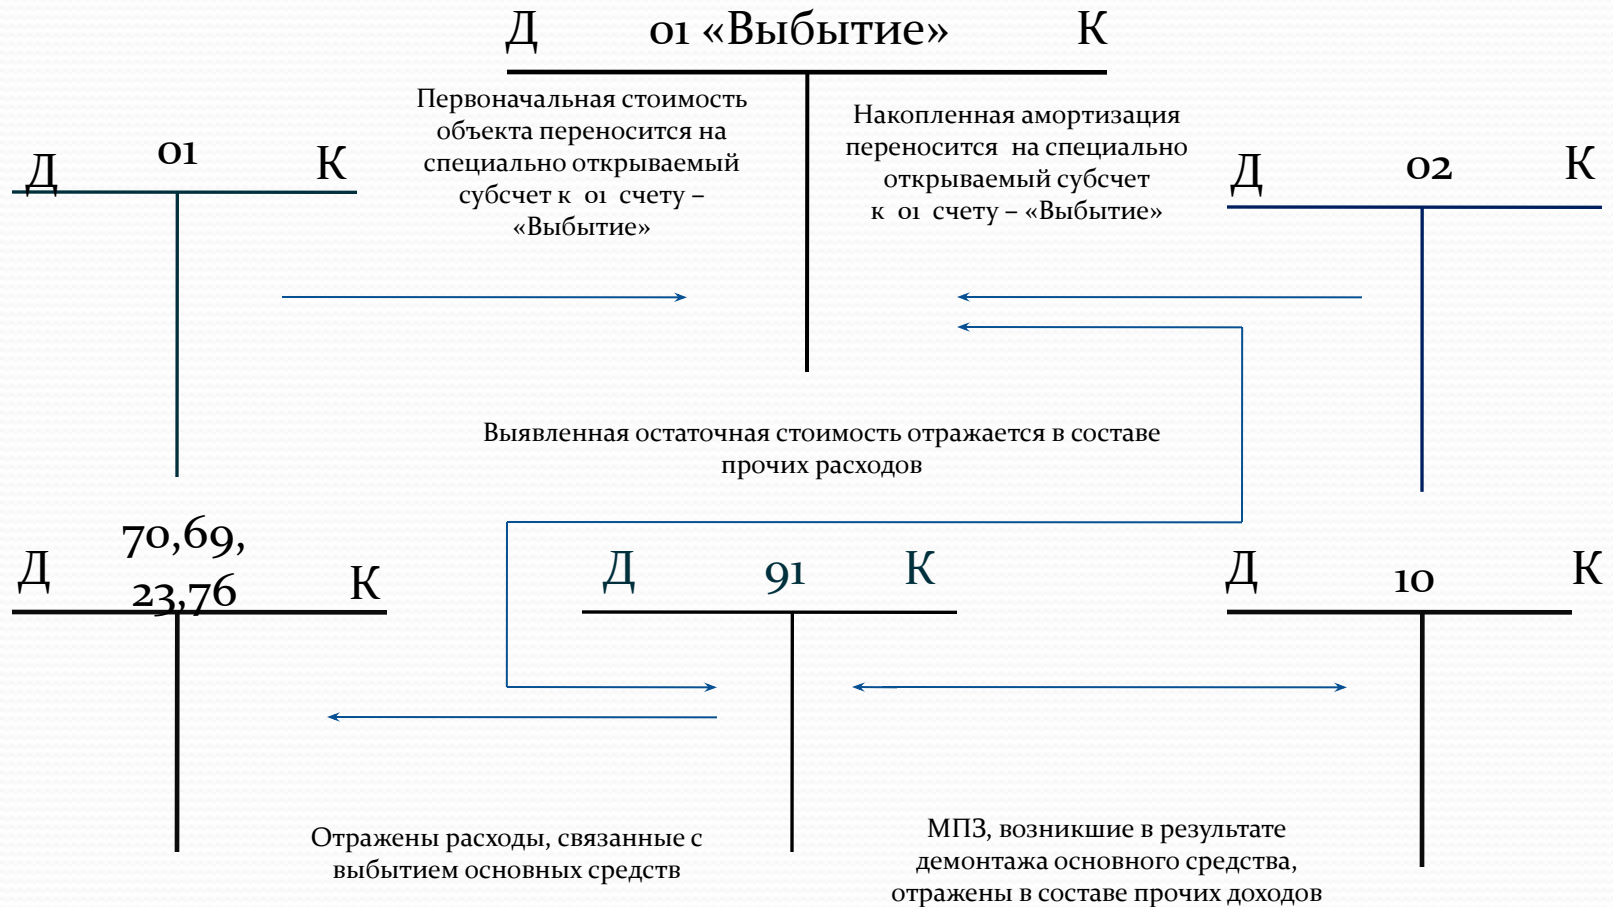 Д 01 «Выбытие» К
Первоначальная стоимость
объекта переносится на
специально открываемый
субсчет к 01 счету –
«Выбытие»
Накопленная амортизация
переносится на специально
открываемый субсчет
к 01 счету – «Выбытие»
Д 01 К
Д 02 К
Выявленная остаточная стоимость отражается в составе
прочих расходов
Д 70,69, К
23,76
Д 91 К
Д 10 К
Отражены расходы, связанные с
выбытием основных средств
МПЗ, возникшие в результате
демонтажа основного средства,
отражены в составе прочих доходов